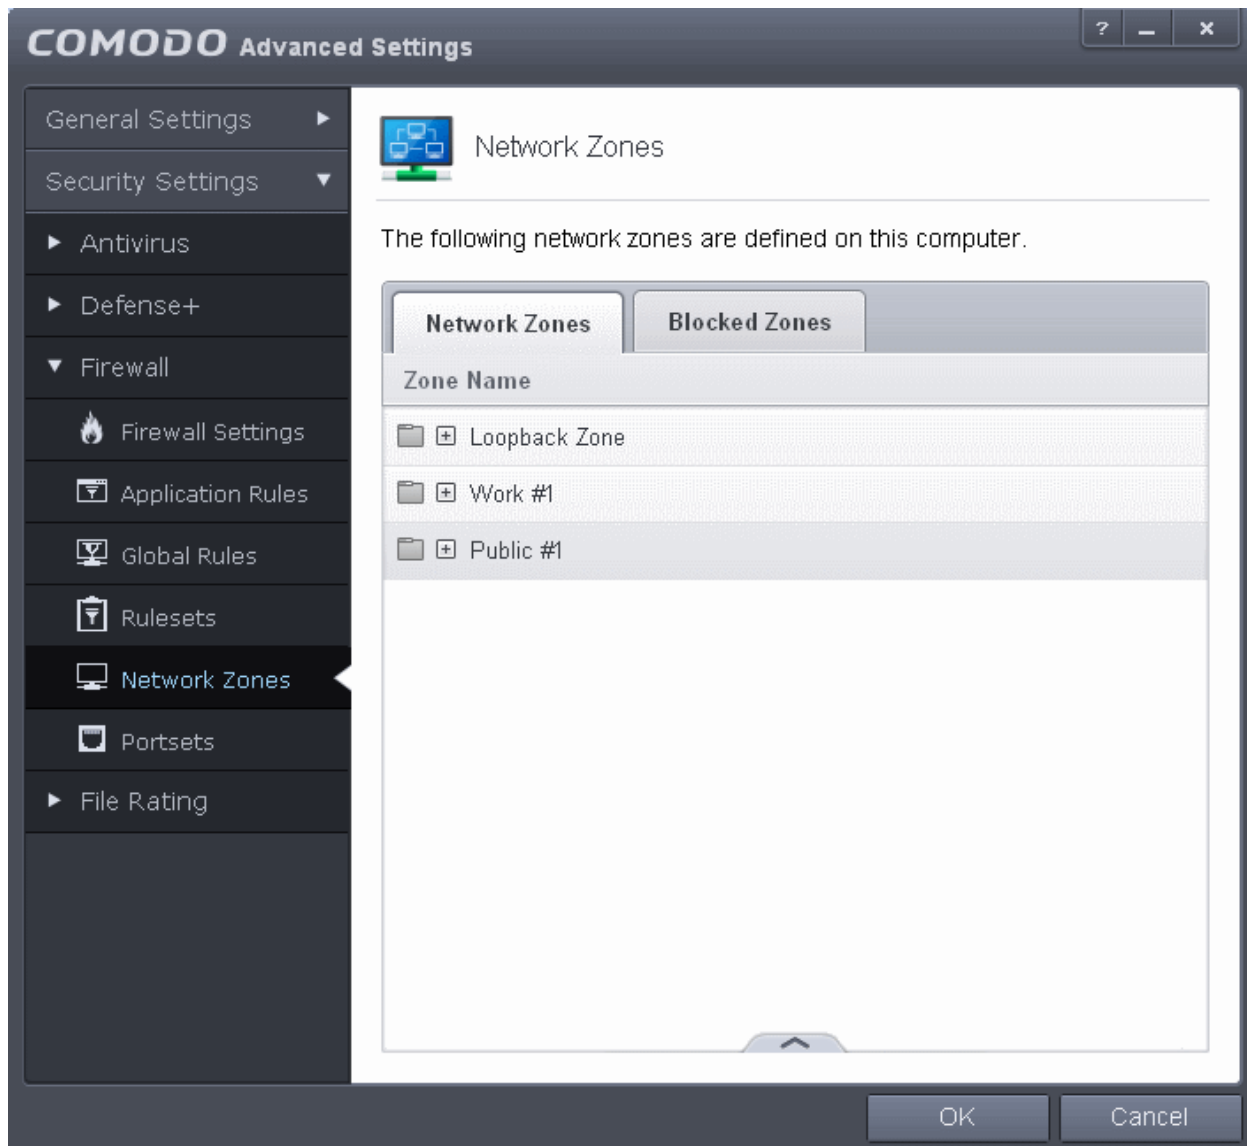 COMODO Advanced Settings
?
General Settings
Security Settings
Antivirus
Defense+
Firewall
Firewall Settings
Application Rules
Global Rules
Rulesets
Network Zones
Portsets
File Rating
Network Zones
The following network zones are defined on this computer.
Network Zones
Blocked Zones
Zone Name
Loopback Zone
Work #1
Public #1
OK
Cancel